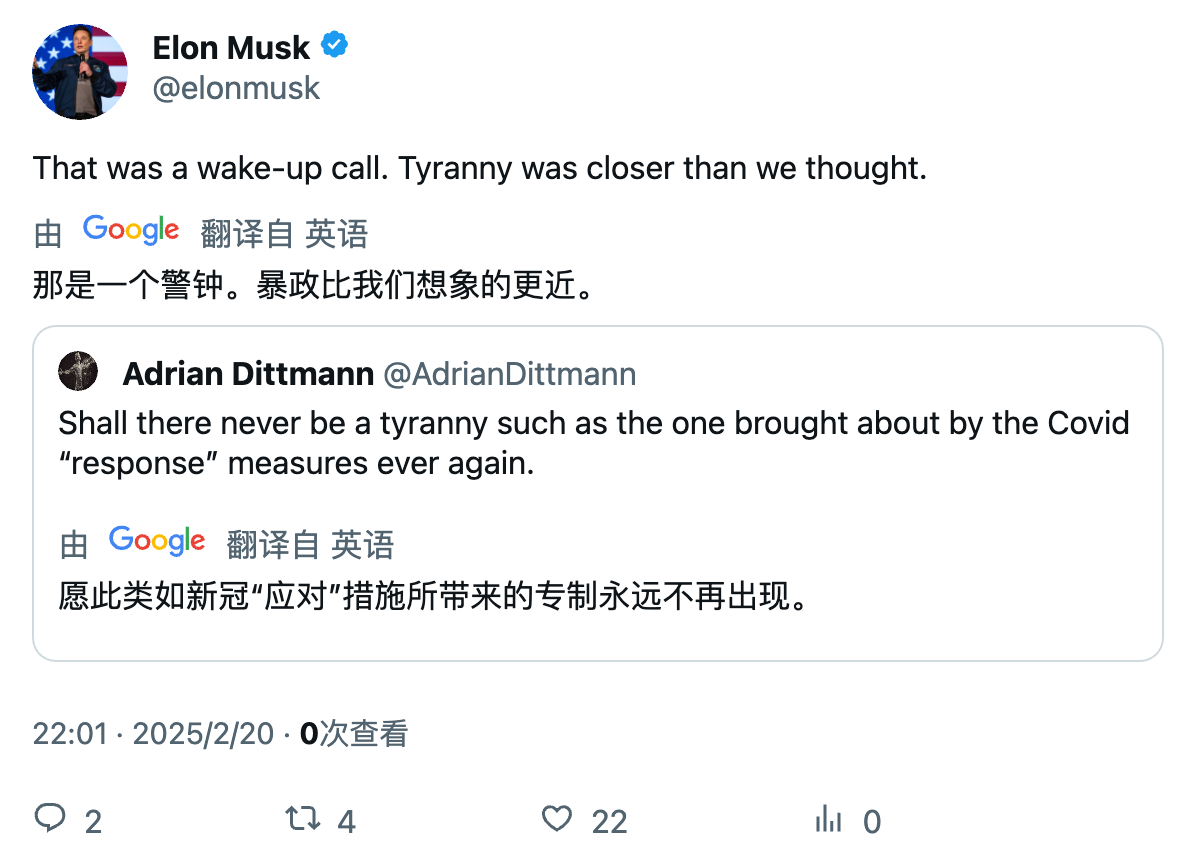 Elon Musk
@elonmusk
That was a wake-up call. Tyranny was closer than we thought.
由 Google 翻译自 英语
那是一个警钟。暴政比我们想象的更近。
Adrian Dittmann @AdrianDittmann
Shall there never be a tyranny such as the one brought about by the Covid
“response” measures ever again.
由 Google 翻译自 英语
愿此类如新冠“应对”措施所带来的专制永远不再出现。
22:01 · 2025/2/20 · 0次查看
2 4 22 0